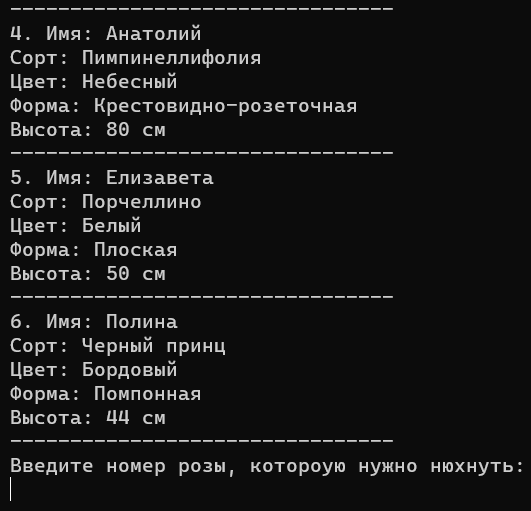 --------------------------------
4. Имя: Анатолий
Сорт: Пимпинеллифолия
Цвет: Небесный
Форма: Крестовидно-розеточная
Высота: 80 см
--------------------------------
5. Имя: Елизавета
Сорт: Порчеллино
Цвет: Белый
Форма: Плоская
Высота: 50 см
--------------------------------
6. Имя: Полина
Сорт: Черный принц
Цвет: Бордовый
Форма: Помпонная
Высота: 44 см
--------------------------------
Введите номер розы, котороую нужно нюхнуть: